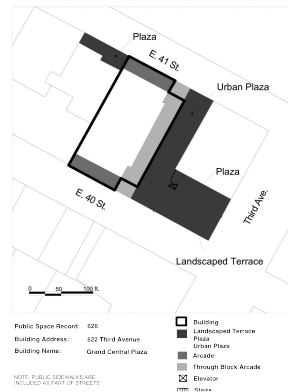 Plaza
E. 41 St.
Urban Plaza
Plaza
Third Ave.
E. 40 St.
Landscaped Terrace
0 50 100 ft.
Public Space Record: 626
Building Address: 622 Third Avenue
Building Name: Grand Central Plaza
NOTE: PUBLIC SIDEWALKS ARE
INCLUDED AS PART OF STREETS
Building
Landscaped Terrace
Plaza
Urban Plaza
Arcade
Through Block Arcade
Elevator
Stairs